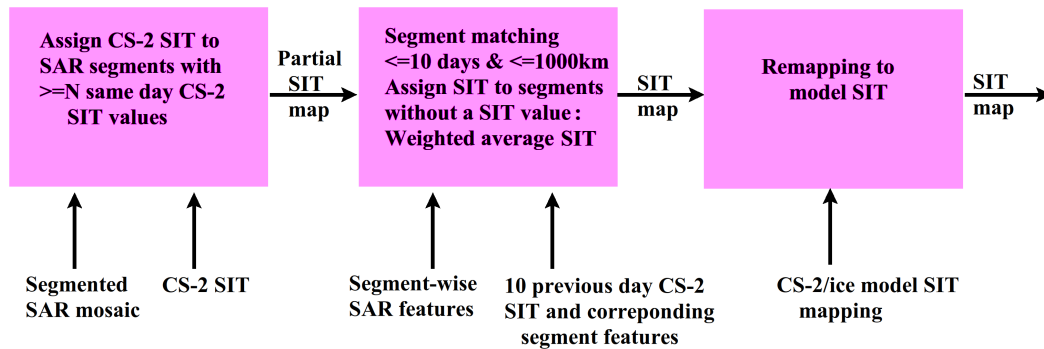 Assign CS-2 SIT to
SAR segments with
>=N same day CS-2
SIT values
Partial
SIT
map
Segment matching
<=10 days & <=1000km
Assign SIT to segments
without a SIT value :
Weighted average SIT
SIT
map
Remapping to
model SIT
SIT
map
Segmented
SAR mosaic
CS-2 SIT
Segment-wise
SAR features
10 previous day CS-2
SIT and correponding
segment features
CS-2/ice model SIT
mapping